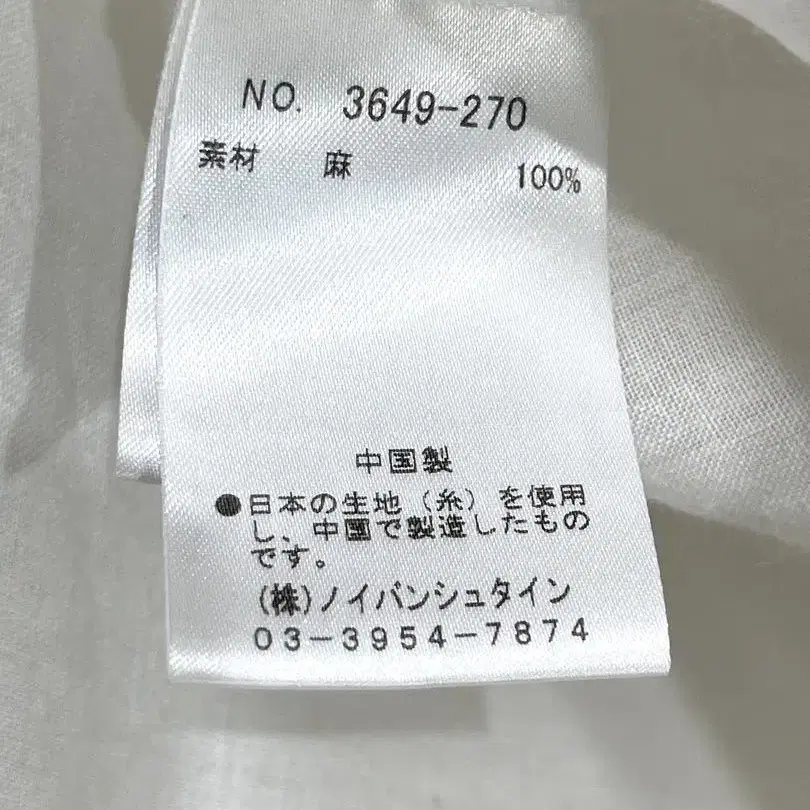 NO. 3649-270
素材 麻 100%
中国製
●日本の生地（糸）を使用
し、中国で製造したもの
です。
(株)ノイバンシュタイン
03-3954-7874